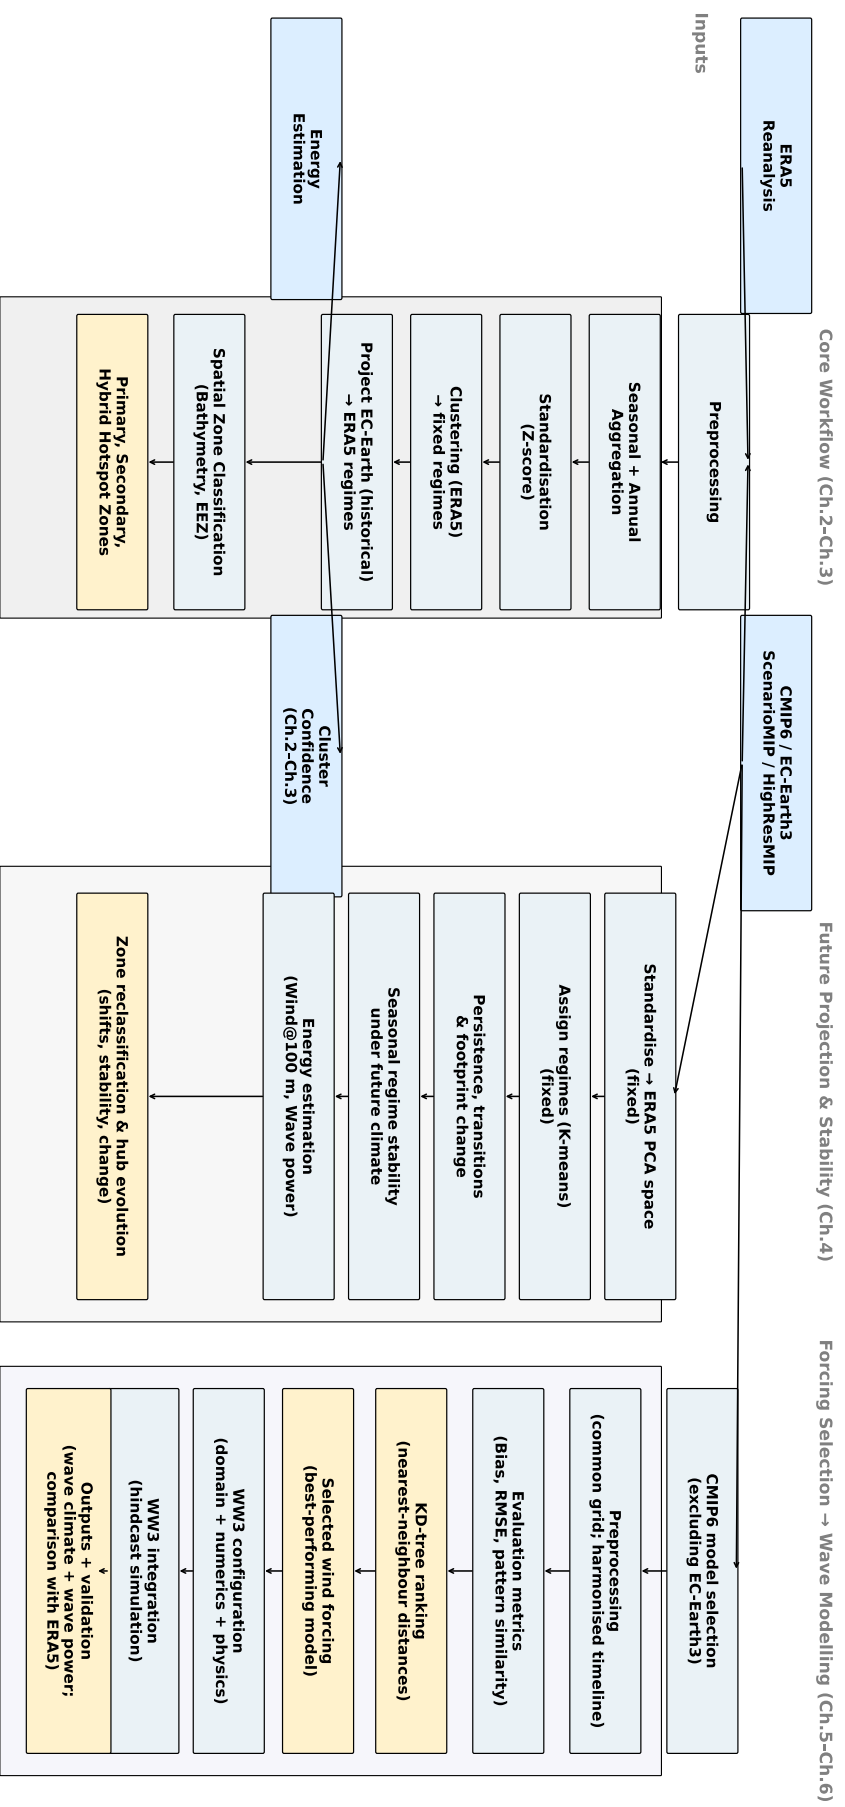 Inputs
ERA5
Reanalysis
Energy
Estimation
Core Workflow (Ch.2–Ch.3)
Preprocessing
Seasonal + Annual
Aggregation
Standardisation
(Z-score)
Clustering (ERA5)
→ fixed regimes
Project EC-Earth (historical)
→ ERA5 regimes
Spatial Zone Classification
(Bathymetry, EEZ)
Primary, Secondary,
Hybrid Hotspot Zones
CMIP6 / EC-Earth3
ScenarioMIP / HighResMIP
Cluster
Confidence
(Ch.2–Ch.3)
Future Projection & Stability (Ch.4)
Standardise → ERA5 PCA space
(fixed)
Assign regimes (K-means)
(fixed)
Persistence, transitions
& footprint change
Seasonal regime stability
under future climate
Energy estimation
(Wind@100 m, Wave power)
Zone reclassification & hub evolution
(shifts, stability, change)
Forcing Selection → Wave Modelling (Ch.5–Ch.6)
CMIP6 model selection
(excluding EC-Earth3)
Preprocessing
(common grid; harmonised timeline)
Evaluation metrics
(Bias, RMSE, pattern similarity)
KD-tree ranking
(nearest-neighbour distances)
Selected wind forcing
(best-performing model)
WW3 configuration
(domain + numerics + physics)
WW3 integration
(hindcast simulation)
Outputs + validation
(wave climate + wave power;
comparison with ERA5)